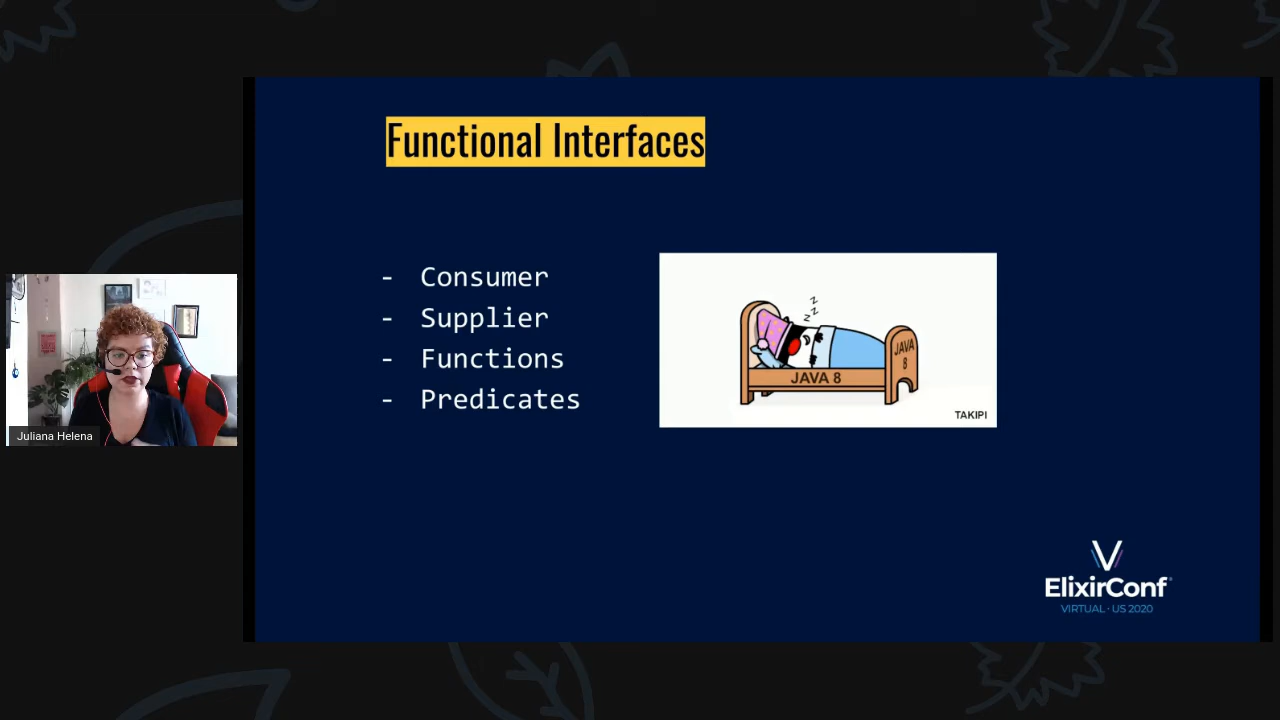 Functional Interfaces
- Consumer
- Supplier
- Functions
- Predicates
z
z
z
JAVA 8
JAVA
8
TAKIPI
Juliana Helena
ElixirConf
VIRTUAL · US 2020